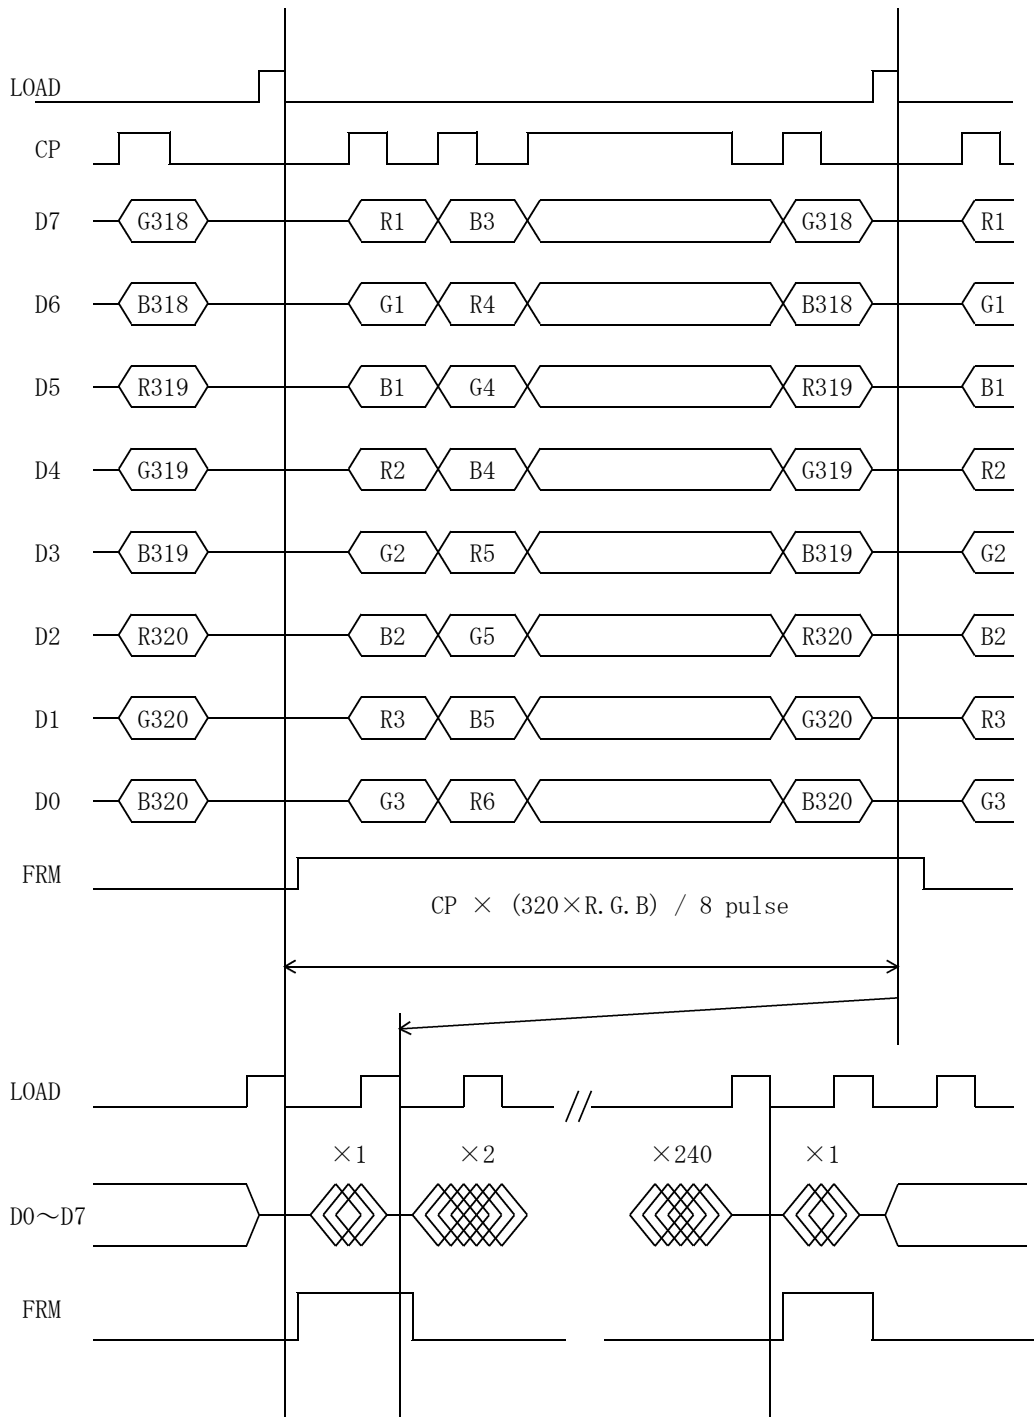 LOAD
CP
D7 G318 R1 B3 G318 R1
D6 B318 G1 R4 B318 G1
D5 R319 B1 G4 R319 B1
D4 G319 R2 B4 G319 R2
D3 B319 G2 R5 B319 G2
D2 R320 B2 G5 R320 B2
D1 G320 R3 B5 G320 R3
D0 B320 G3 R6 B320 G3
FRM
CP × (320×R.G.B) / 8 pulse
LOAD //
×1 ×2 ×240 ×1
D0～D7
FRM